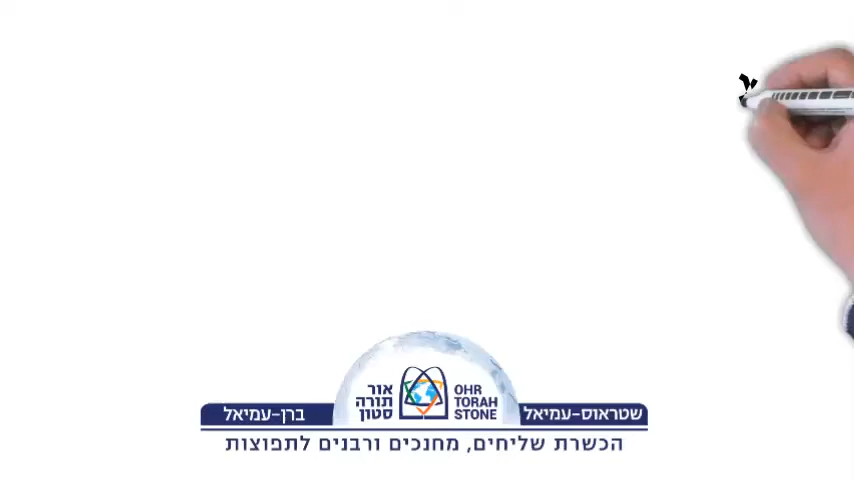 אור
תורה
סטון
OHR
TORAH
STONE
שטראוס-עמיאל
ברן-עמיאל
הכשרת שליחים, מחנכים ורבנים לתפוצות